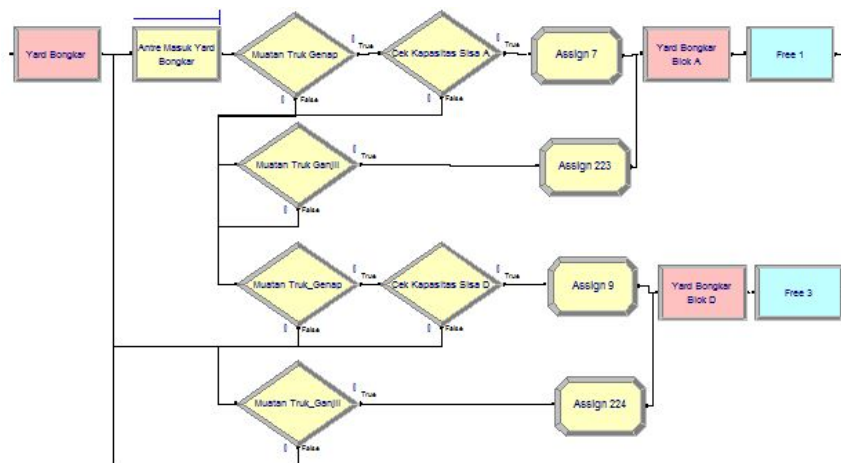 Yard Bongkar
Antre Masuk Yard
Bongkar
Muatan Truk Genap
True
False
Cek Kapasitas Sisa A
True
False
Assign 7
Yard Bongkar
Blok A
Free 1
Muatan Truk Ganjil
True
False
Assign 223
Muatan Truk_Genap
True
False
Cek Kapasitas Sisa D
True
False
Assign 9
Yard Bongkar
Blok D
Free 3
Muatan Truk_Ganjil
True
False
Assign 224